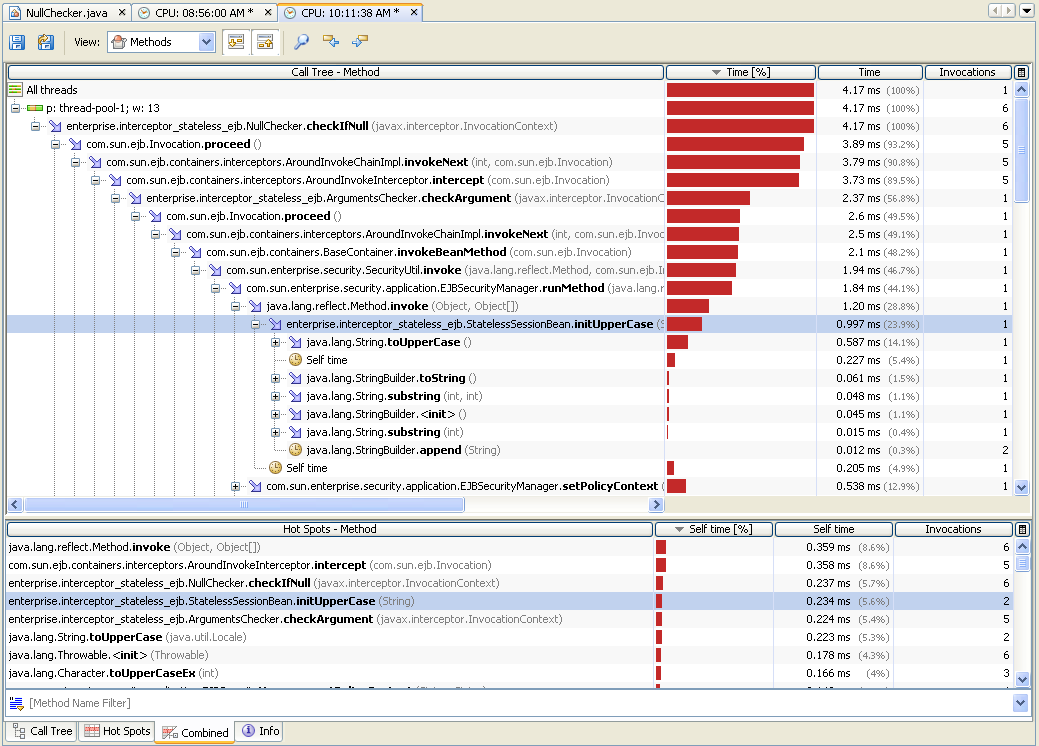 NullChecker.java CPU: 08:56:00 AM * CPU: 10:11:38 AM *
View: Methods
Call Tree - Method Time [%] Time Invocations
All threads 4.17 ms (100%) 1
p: thread-pool-1; w: 13 4.17 ms (100%) 6
enterprise.interceptor_stateless_ejb.NullChecker.checkIfNull (javax.interceptor.InvocationContext) 4.17 ms (100%) 6
com.sun.ejb.Invocation.proceed () 3.89 ms (93.2%) 5
com.sun.ejb.containers.interceptors.AroundInvokeChainImpl.invokeNext (int, com.sun.ejb.Invocation) 3.79 ms (90.8%) 5
com.sun.ejb.containers.interceptors.AroundInvokeInterceptor.intercept (com.sun.ejb.Invocation) 3.73 ms (89.5%) 5
enterprise.interceptor_stateless_ejb.ArgumentsChecker.checkArgument (javax.interceptor.InvocationC 2.37 ms (56.8%) 1
com.sun.ejb.Invocation.proceed () 2.6 ms (49.5%) 1
com.sun.ejb.containers.interceptors.AroundInvokeChainImpl.invokeNext (int, com.sun.ejb.Invoc 2.5 ms (49.1%) 1
com.sun.ejb.containers.BaseContainer.invokeBeanMethod (com.sun.ejb.Invocation) 2.1 ms (48.2%) 1
com.sun.enterprise.security.SecurityUtil.invoke (java.lang.reflect.Method, com.sun.ejb.I 1.94 ms (46.7%) 1
com.sun.enterprise.security.application.EJBSecurityManager.runMethod (java.lang.r 1.84 ms (44.1%) 1
java.lang.reflect.Method.invoke (Object, Object[]) 1.20 ms (28.8%) 1
enterprise.interceptor_stateless_ejb.StatelessSessionBean.initUpperCase (S 0.997 ms (23.9%) 1
java.lang.String.toUpperCase () 0.587 ms (14.1%) 1
Self time 0.227 ms (5.4%) 1
java.lang.StringBuilder.toString () 0.061 ms (1.5%) 1
java.lang.String.substring (int, int) 0.048 ms (1.1%) 1
java.lang.StringBuilder.<init> () 0.045 ms (1.1%) 1
java.lang.String.substring (int) 0.015 ms (0.4%) 1
java.lang.StringBuilder.append (String) 0.012 ms (0.3%) 2
Self time 0.205 ms (4.9%) 1
com.sun.enterprise.security.application.EJBSecurityManager.setPolicyContext ( 0.538 ms (12.9%) 1
Hot Spots - Method Self time [%] Self time Invocations
java.lang.reflect.Method.invoke (Object, Object[]) 0.359 ms (8.6%) 6
com.sun.ejb.containers.interceptors.AroundInvokeInterceptor.intercept (com.sun.ejb.Invocation) 0.358 ms (8.6%) 5
enterprise.interceptor_stateless_ejb.NullChecker.checkIfNull (javax.interceptor.InvocationContext) 0.237 ms (5.7%) 6
enterprise.interceptor_stateless_ejb.StatelessSessionBean.initUpperCase (String) 0.234 ms (5.6%) 2
enterprise.interceptor_stateless_ejb.ArgumentsChecker.checkArgument (javax.interceptor.InvocationContext) 0.224 ms (5.4%) 5
java.lang.String.toUpperCase (java.util.Locale) 0.223 ms (5.3%) 2
java.lang.Throwable.<init> (Throwable) 0.178 ms (4.3%) 6
java.lang.Character.toUpperCaseEx (int) 0.166 ms (4%) 3
[Method Name Filter]
Call Tree Hot Spots Combined Info